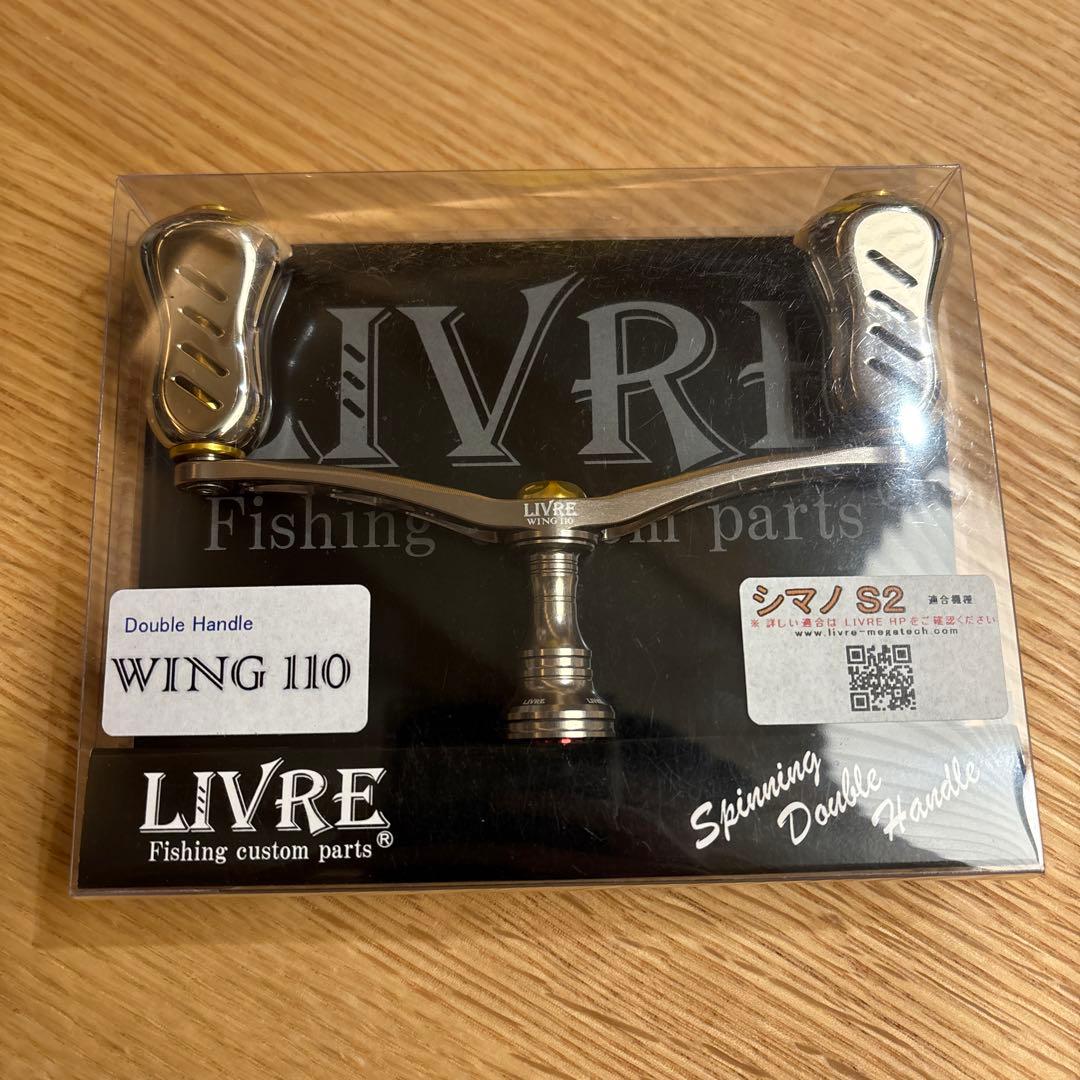 LIVRE
Fishing custom parts
LIVRE
WING 110
Double Handle
WING 110
シマノ S2 適合機種
※ 詳しい適合は LIVRE HPをご確認ください
www.livre-megatech.com
LIVRE LIVRE
LIVRE
Fishing custom parts®
Spinning
Double
Handle